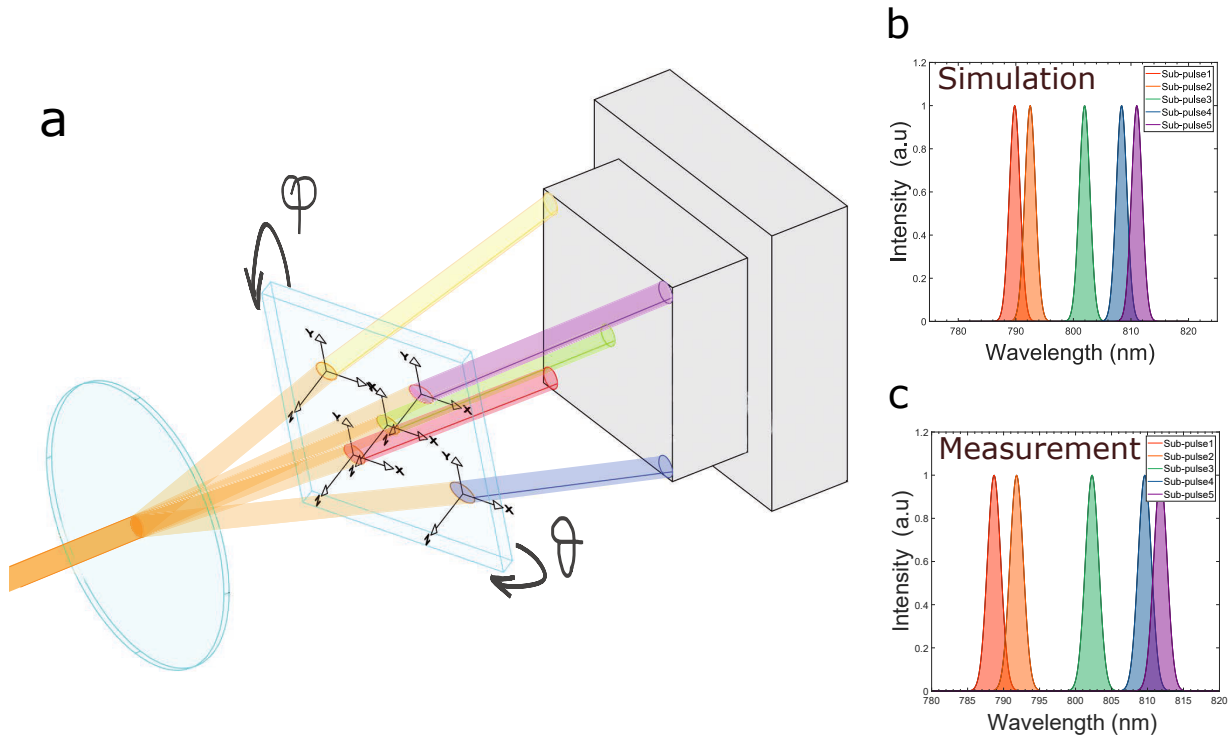 a
φ
θ
Y
X
Z
Y
X
Z
Y
X
Z
Y
X
Z
Y
X
Z
b
Simulation
Sub-pulse1
Sub-pulse2
Sub-pulse3
Sub-pulse4
Sub-pulse5
1.2
1
0.8
0.6
0.4
0.2
0
Intensity (a.u)
780 790 800 810 820
Wavelength (nm)
c
Measurement
Sub-pulse1
Sub-pulse2
Sub-pulse3
Sub-pulse4
Sub-pulse5
1.2
1
0.8
0.6
0.4
0.2
0
Intensity (a.u)
780 785 790 795 800 805 810 815 820
Wavelength (nm)